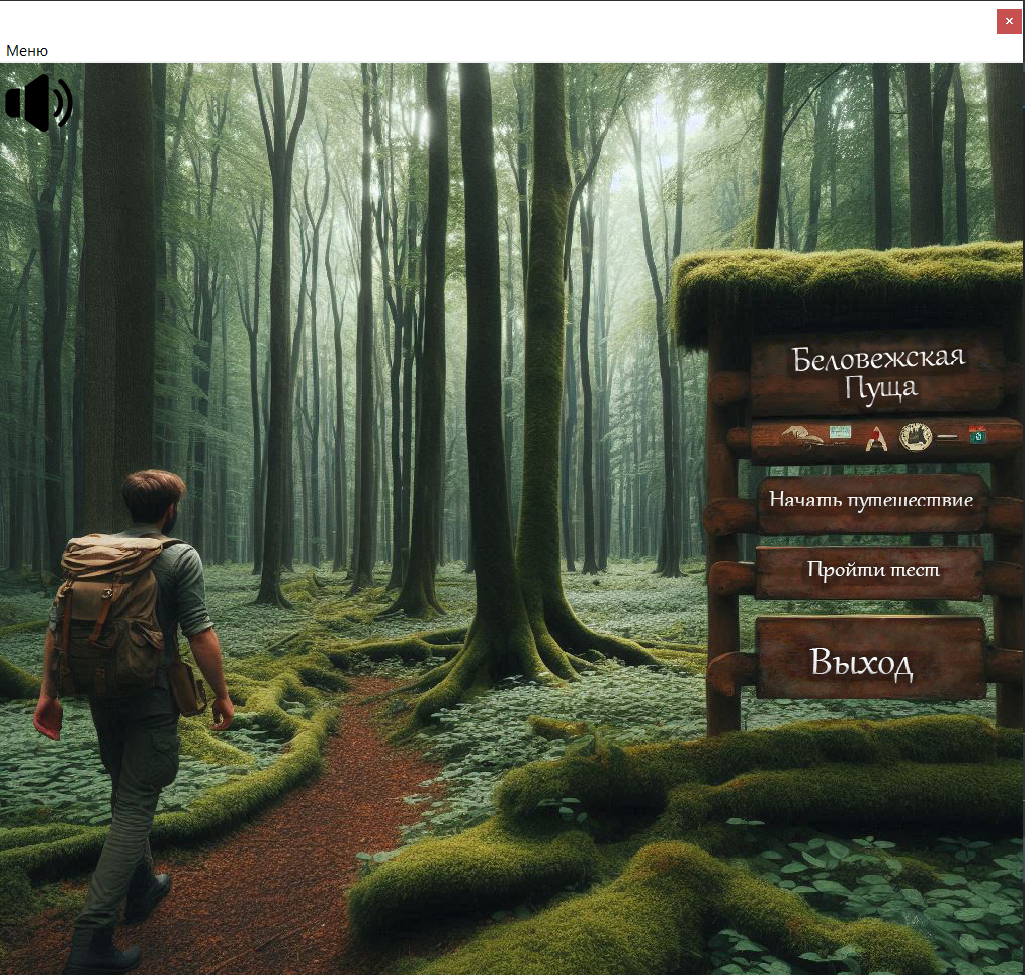 Меню
Беловежская
Пуща
Начать путешествие
Пройти тест
Выход